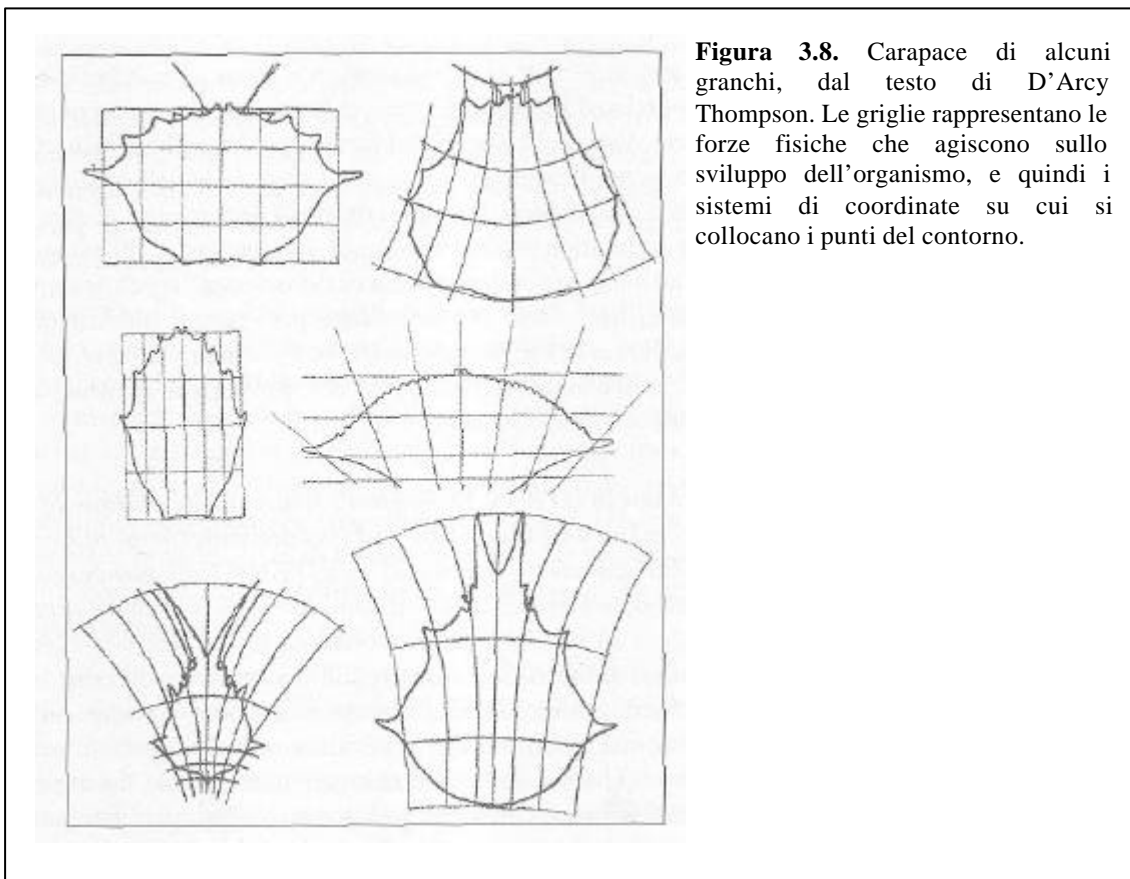 Figura 3.8. Carapace di alcuni
granchi, dal testo di D’Arcy
Thompson. Le griglie rappresentano le
forze fisiche che agiscono sullo
sviluppo dell’organismo, e quindi i
sistemi di coordinate su cui si
collocano i punti del contorno.